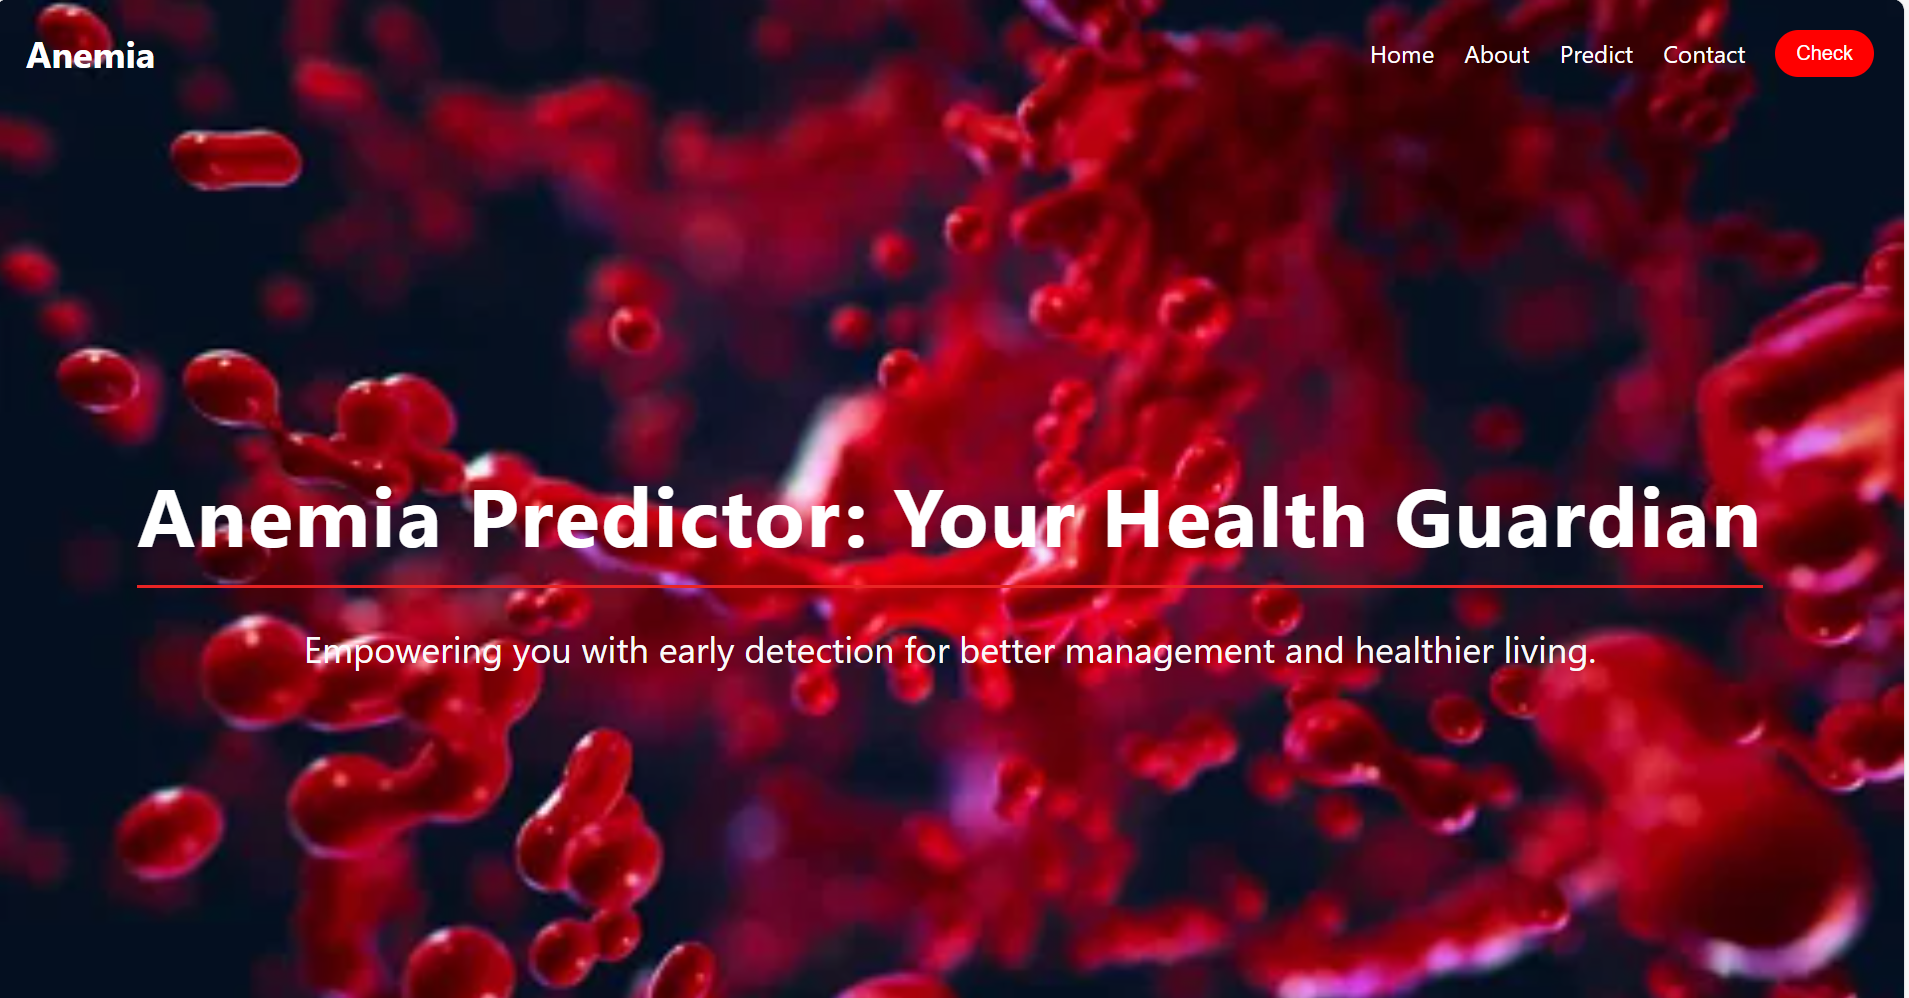 Anemia
Home About Predict Contact Check
Anemia Predictor: Your Health Guardian
Empowering you with early detection for better management and healthier living.